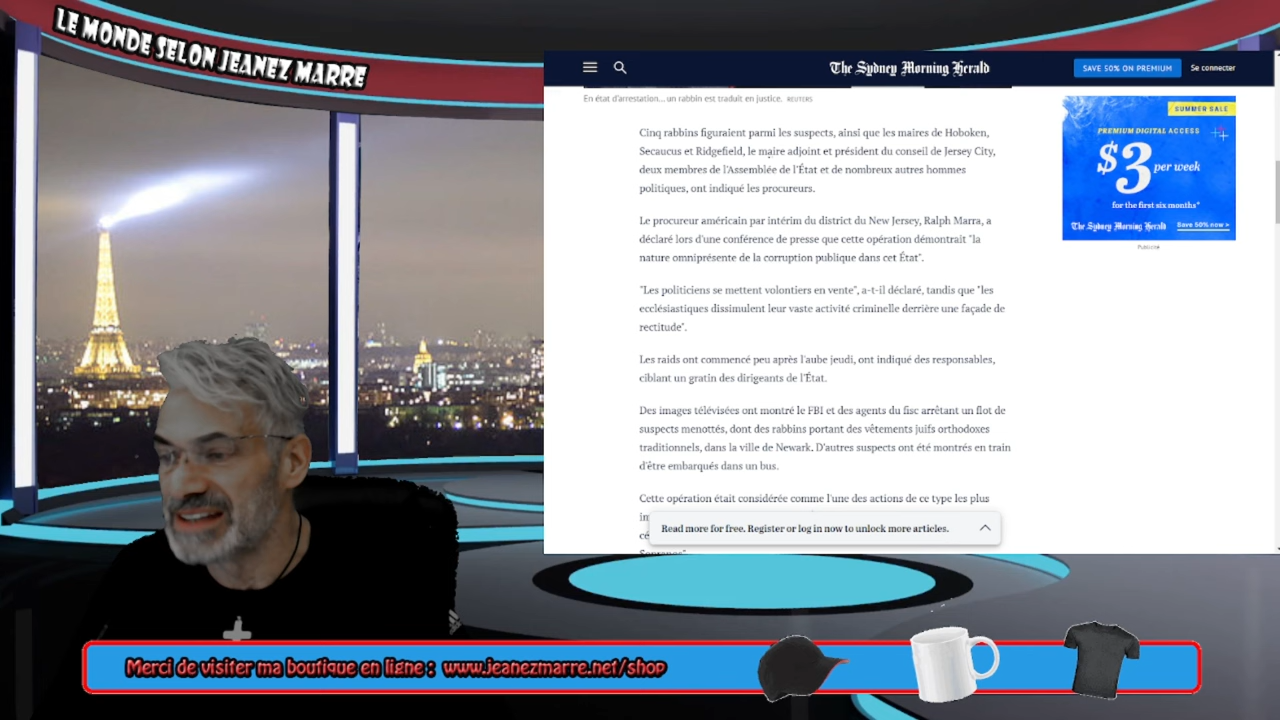 LE MONDE SELON JEANEZ MARRE
The Sydney Morning Herald
SAVE 50% ON PREMIUM
Se connecter
En état d'arrestation... un rabbin est traduit en justice. REUTERS
Cinq rabbins figuraient parmi les suspects, ainsi que les maires de Hoboken,
Secaucus et Ridgefield, le maire adjoint et président du conseil de Jersey City,
deux membres de l'Assemblée de l'État et de nombreux autres hommes
politiques, ont indiqué les procureurs.
Le procureur américain par intérim du district du New Jersey, Ralph Marra, a
déclaré lors d'une conférence de presse que cette opération démontrait "la
nature omniprésente de la corruption publique dans cet État".
"Les politiciens se mettent volontiers en vente", a-t-il déclaré, tandis que "les
ecclésiastiques dissimulent leur vaste activité criminelle derrière une façade de
rectitude".
Les raids ont commencé peu après l'aube jeudi, ont indiqué des responsables,
ciblant un gratin des dirigeants de l'État.
Des images télévisées ont montré le FBI et des agents du fisc arrêtant un flot de
suspects menottés, dont des rabbins portant des vêtements juifs orthodoxes
traditionnels, dans la ville de Newark. D'autres suspects ont été montrés en train
d'être embarqués dans un bus.
Cette opération était considérée comme l'une des actions de ce type les plus
Read more for free. Register or log in now to unlock more articles.
SUMMER SALE
PREMIUM DIGITAL ACCESS
$3 per week
for the first six months*
The Sydney Morning Herald
Save 50% now >
Publicité
Merci de visiter ma boutique en ligne : www.jeanezmarre.net/shop